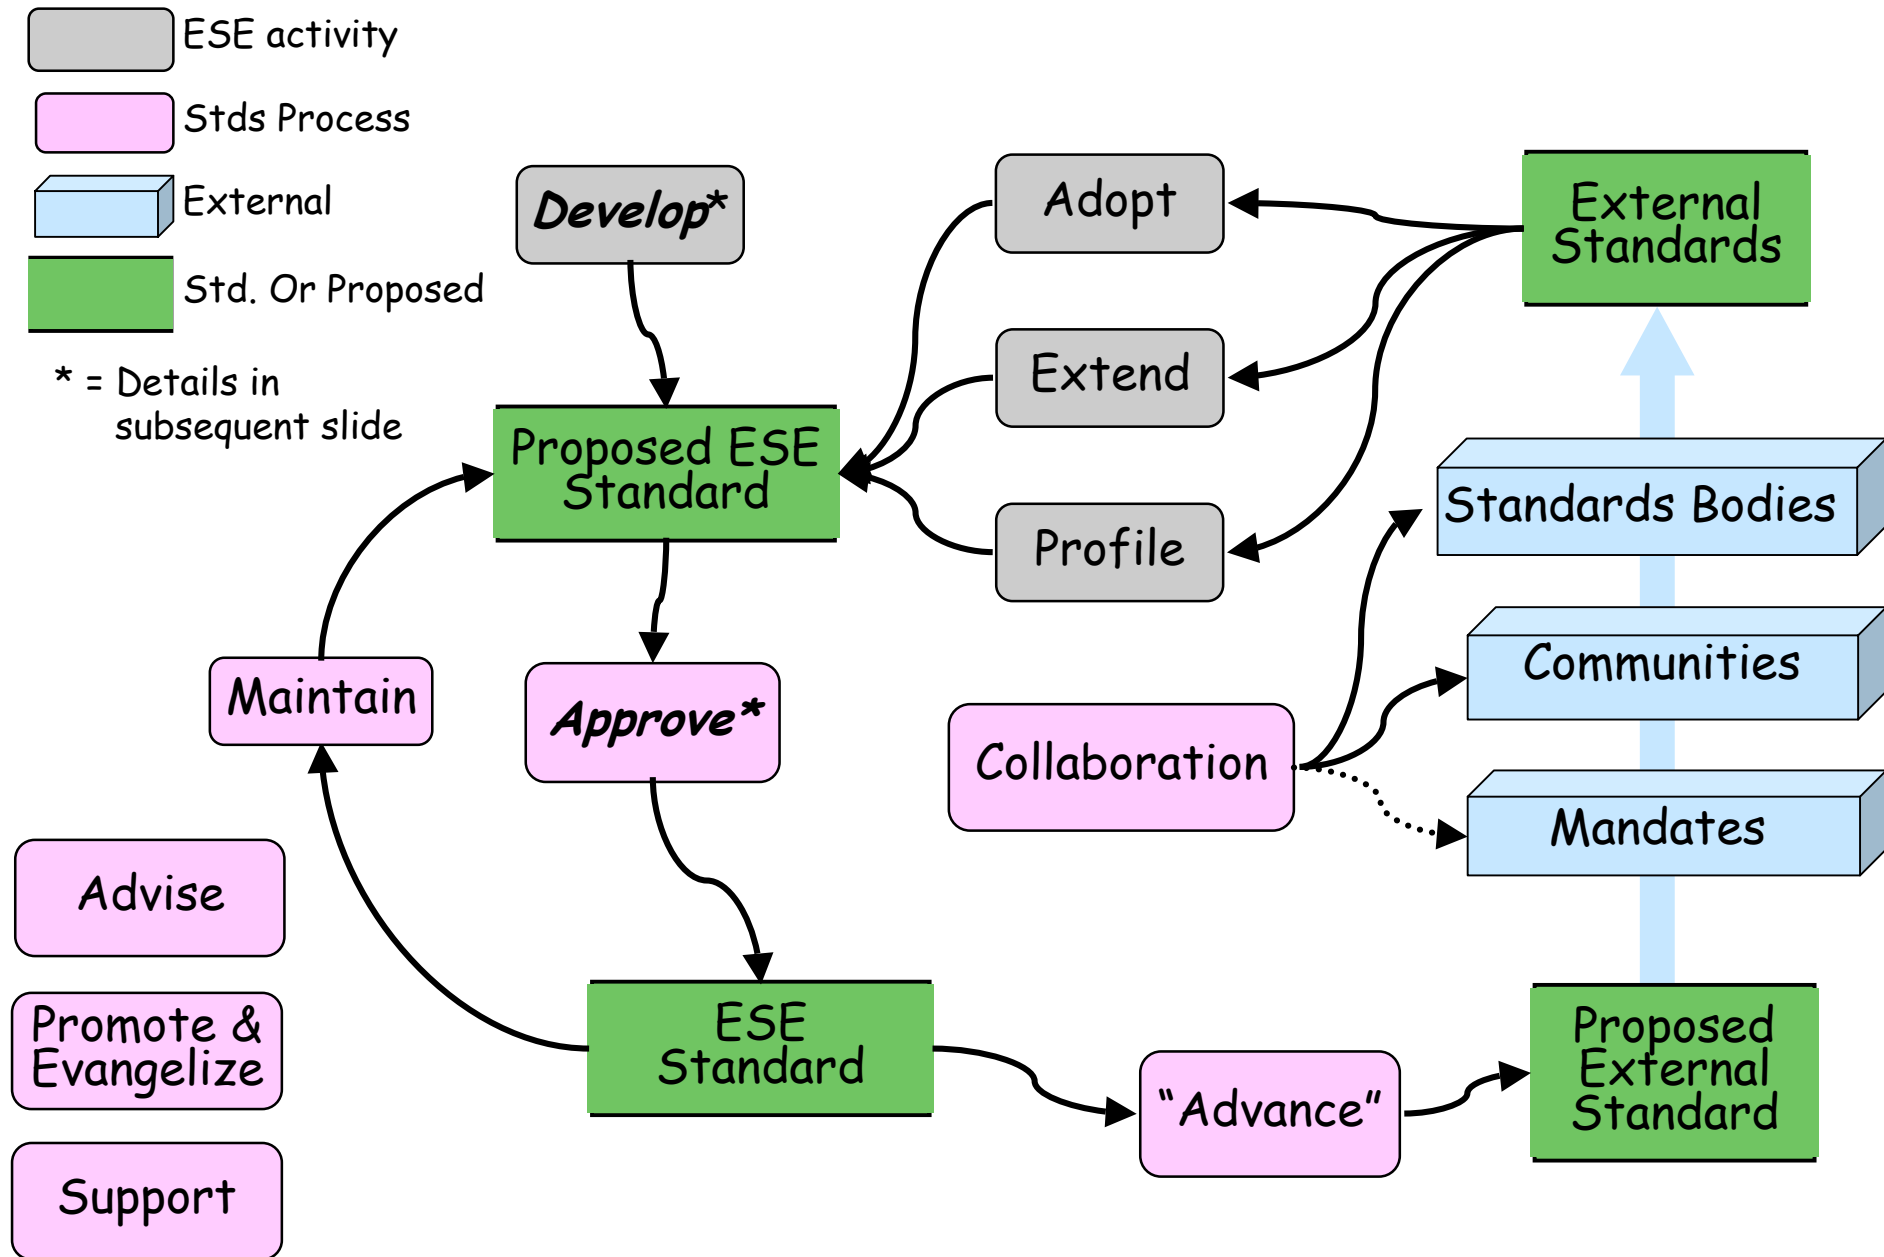 ESE activity
Stds Process
External
Std. Or Proposed
* = Details in
subsequent slide
Develop*
Adopt
External
Standards
Extend
Proposed ESE
Standard
Profile
Standards Bodies
Communities
Maintain
Approve*
Collaboration
Mandates
Advise
Promote &
Evangelize
Support
ESE
Standard
“Advance”
Proposed
External
Standard